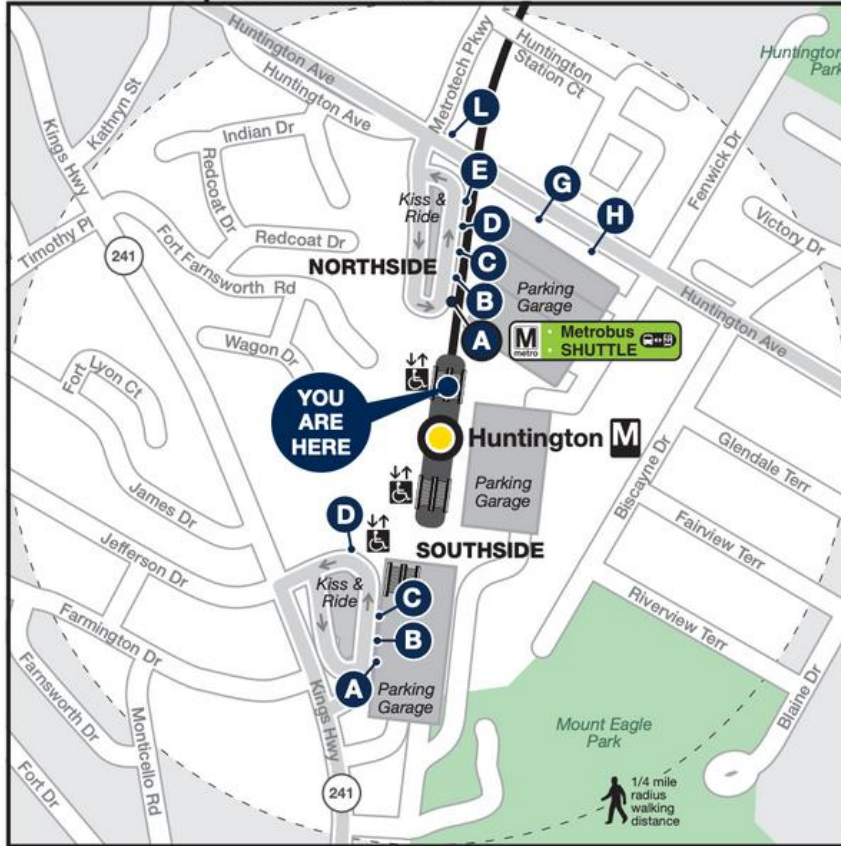 Huntington Ave
Huntington Ave
Metrotech Pkwy
Huntington
Station Ct
Huntington
Park
Kings Hwy
Kathryn St
L
Indian Dr
Redcoat Dr
Kiss &
Ride
E
G
H
Fenwick Dr
Victory Dr
Timothy Pl
241
Fort Farnsworth Rd
Redcoat Dr
NORTHSIDE
D
C
B
A
Parking
Garage
Huntington Ave
M
metro
Metrobus
SHUTTLE
Wagon Dr
Fort
Lyon Ct
YOU
ARE
HERE
Huntington M
Parking
Garage
Biscayne Dr
Glendale Terr
Fairview Terr
Riverview Terr
James Dr
Jefferson Dr
Farmington Dr
D
SOUTHSIDE
Kiss &
Ride
C
B
A
Parking
Garage
Kings Hwy
Farnsworth Dr
Monticello Rd
Fort Dr
241
Mount Eagle
Park
Blaine Dr
1/4 mile
radius
walking
distance